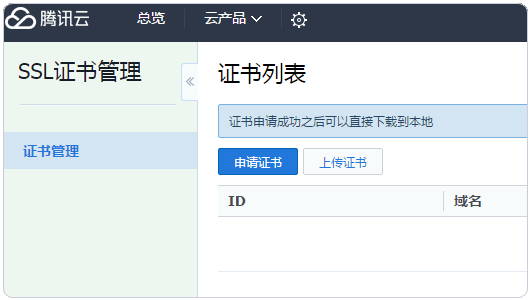 腾讯云 总览 云产品
SSL证书管理
证书管理
证书列表
证书申请成功之后可以直接下载到本地
申请证书 上传证书
ID 域名